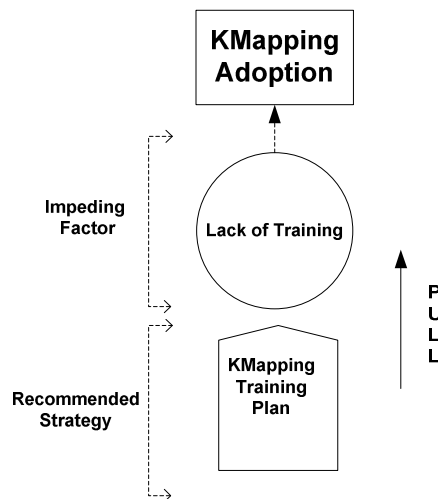 KMapping
Adoption
Impeding
Factor
Lack of Training
P
U
L
L
KMapping
Training
Plan
Recommended
Strategy